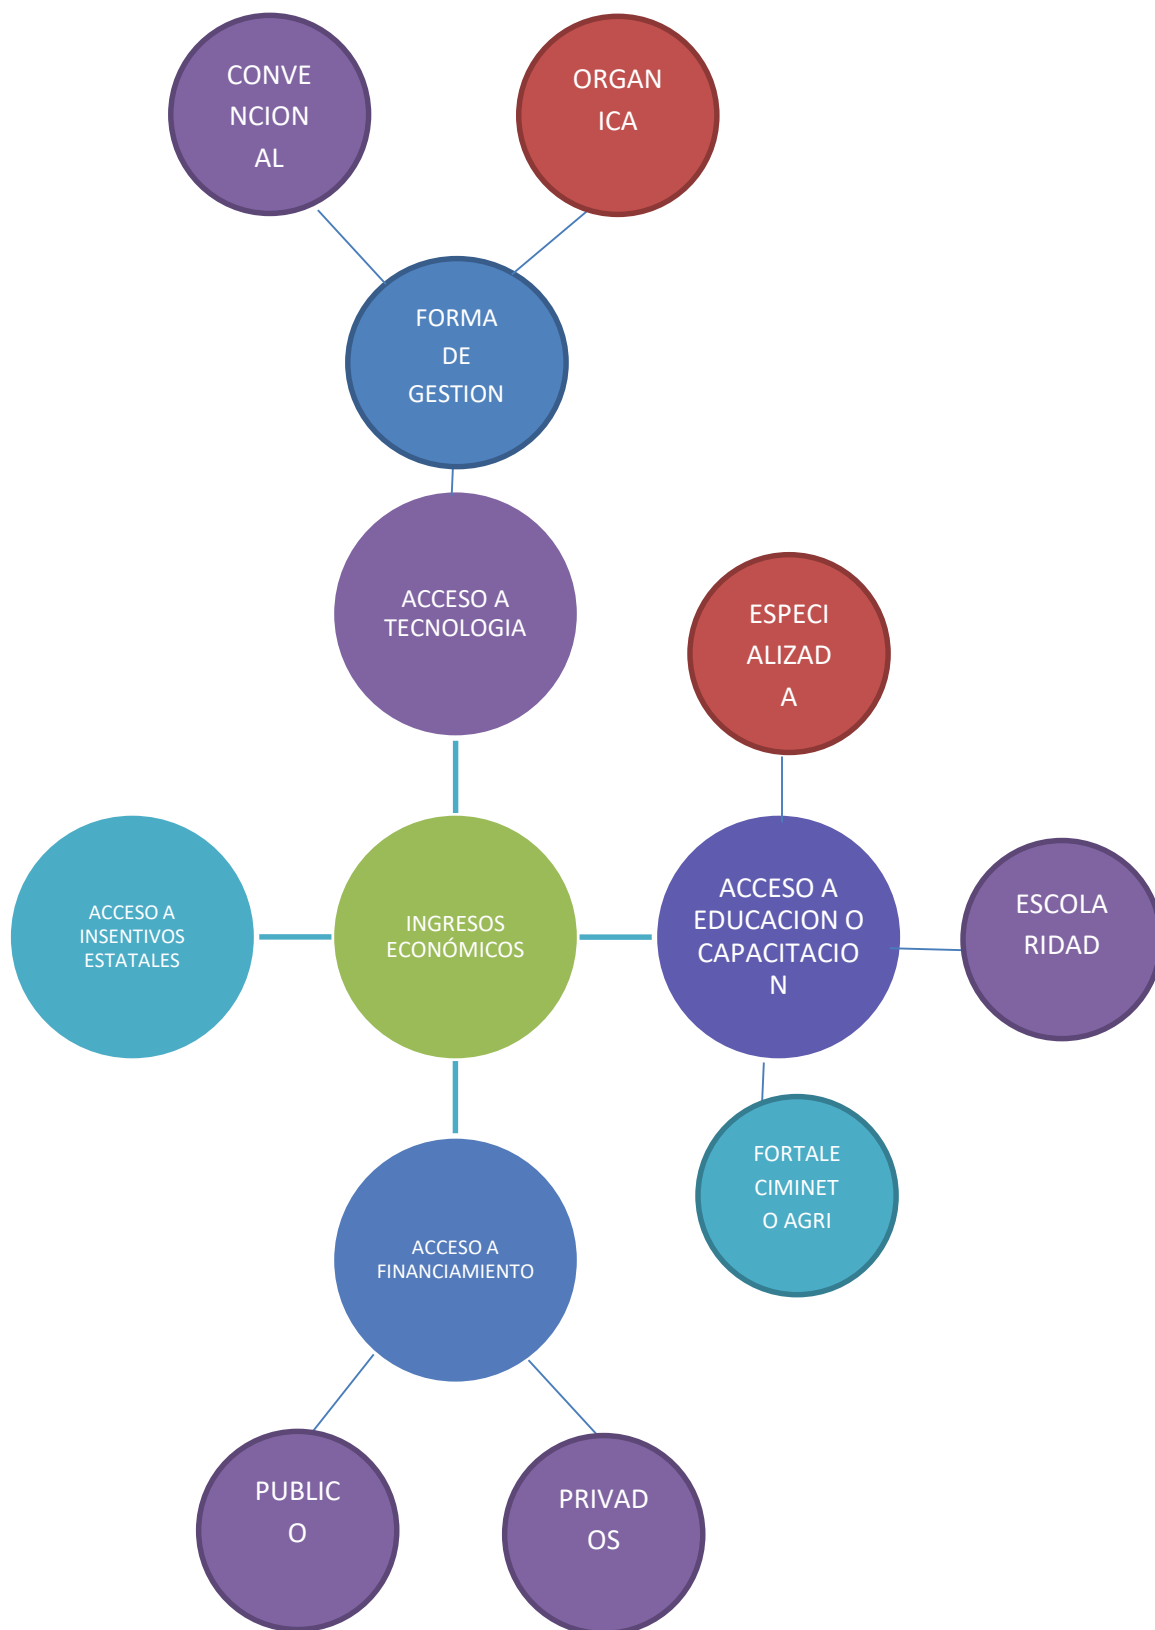 CONVE
NCION
AL
ORGAN
ICA
FORMA
DE
GESTION
ACCESO A
TECNOLOGIA
ESPECI
ALIZAD
A
ACCESO A
INSENTIVOS
ESTATALES
INGRESOS
ECONÓMICOS
ACCESO A
EDUCACION O
CAPACITACIO
N
ESCOLA
RIDAD
FORTALE
CIMINET
O AGRI
ACCESO A
FINANCIAMIENTO
PUBLIC
O
PRIVAD
OS